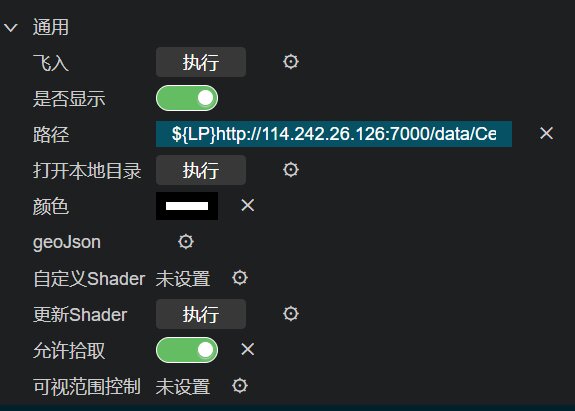 通用
飞入 执行
是否显示
路径 ${LP}http://114.242.26.126:7000/data/Ce
打开本地目录 执行
颜色
geoJson
自定义Shader 未设置
更新Shader 执行
允许拾取
可视范围控制 未设置